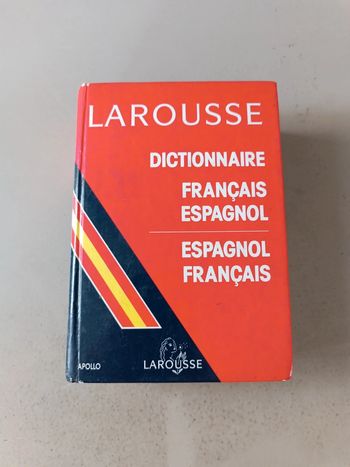 LAROUSSE
DICTIONNAIRE
FRANÇAIS
ESPAGNOL
ESPAGNOL
FRANÇAIS
APOLLO
LAROUSSE